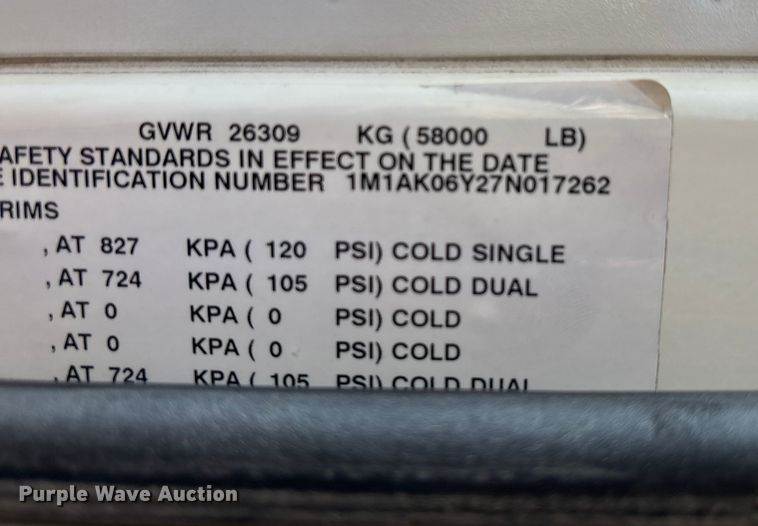 GVWR 26309 KG ( 58000 LB)
AFETY STANDARDS IN EFFECT ON THE DATE
E IDENTIFICATION NUMBER 1M1AK06Y27N017262
RIMS
, AT 827 KPA ( 120 PSI) COLD SINGLE
, AT 724 KPA ( 105 PSI) COLD DUAL
, AT 0 KPA ( 0 PSI) COLD
, AT 0 KPA ( 0 PSI) COLD
, AT 724 KPA ( 105 PSI) COLD DUAL
Purple Wave Auction